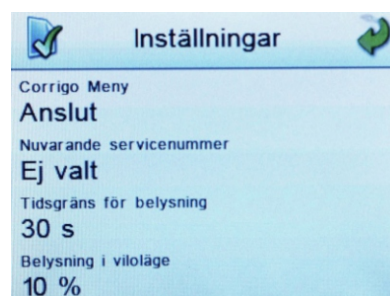 Inställningar
Corrigo Meny
Anslut
Nuvarande servicenummer
Ej valt
Tidsgräns för belysning
30 s
Belysning i viloläge
10 %